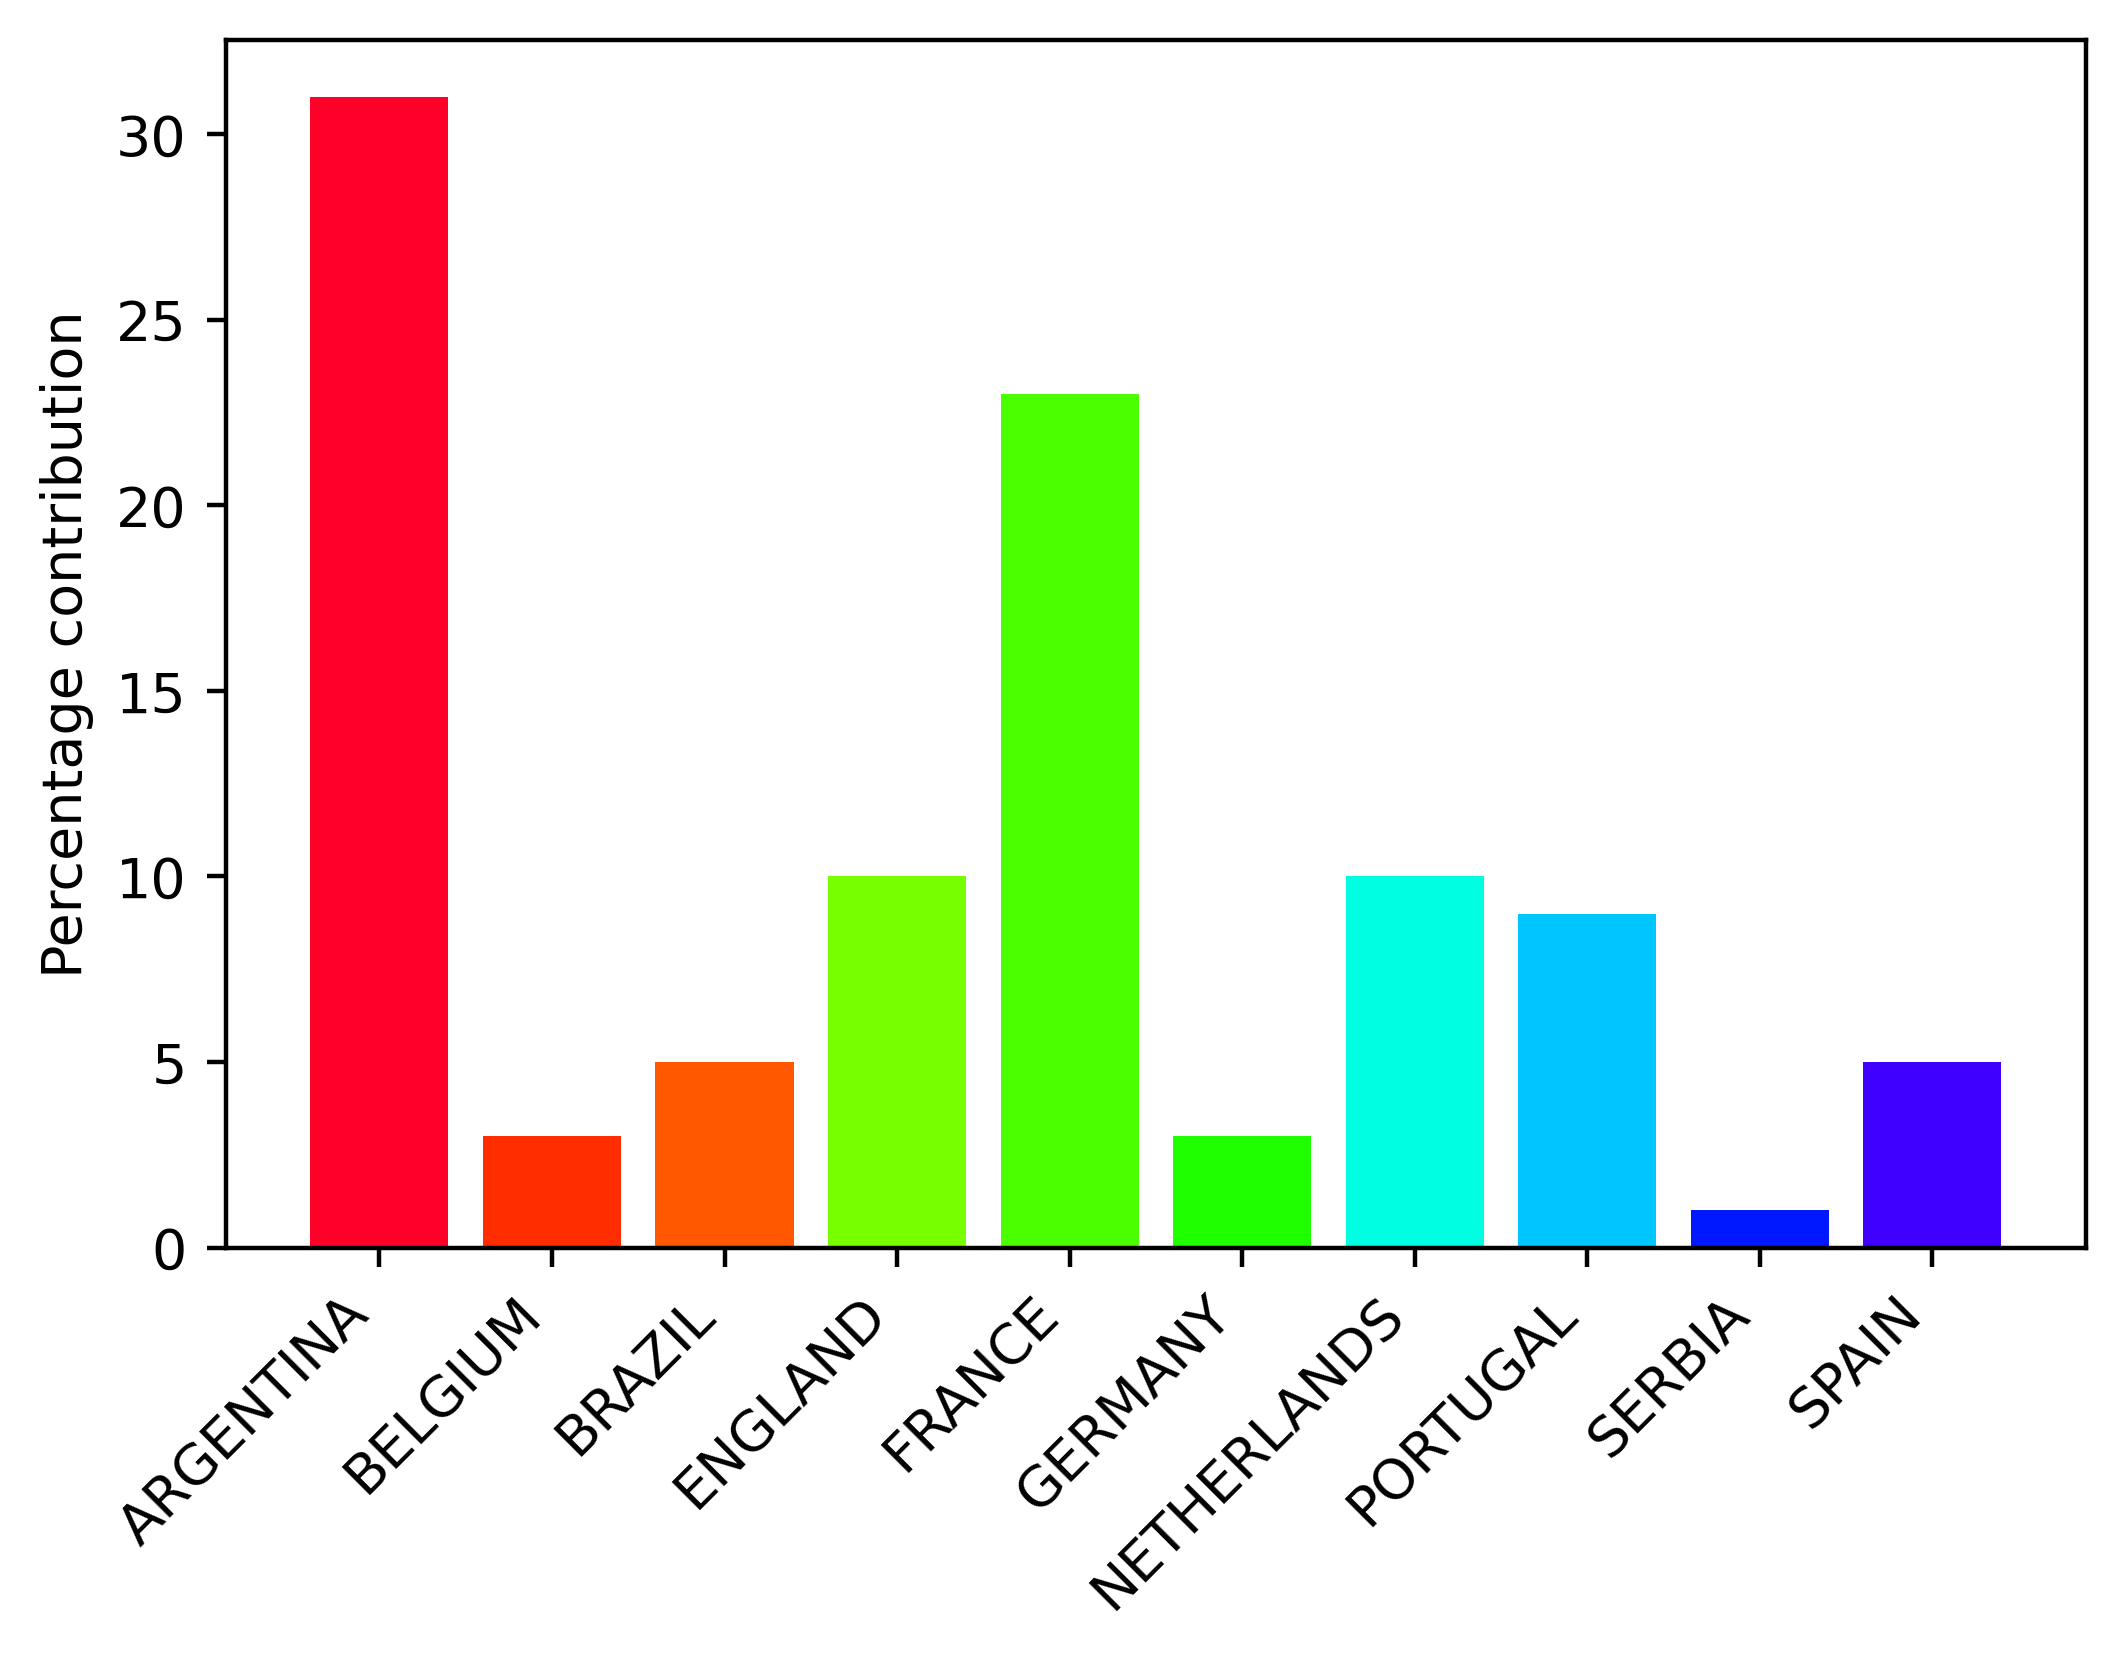 Percentage contribution
30
25
20
15
10
5
0
ARGENTINA
BELGIUM
BRAZIL
ENGLAND
FRANCE
GERMANY
NETHERLANDS
PORTUGAL
SERBIA
SPAIN